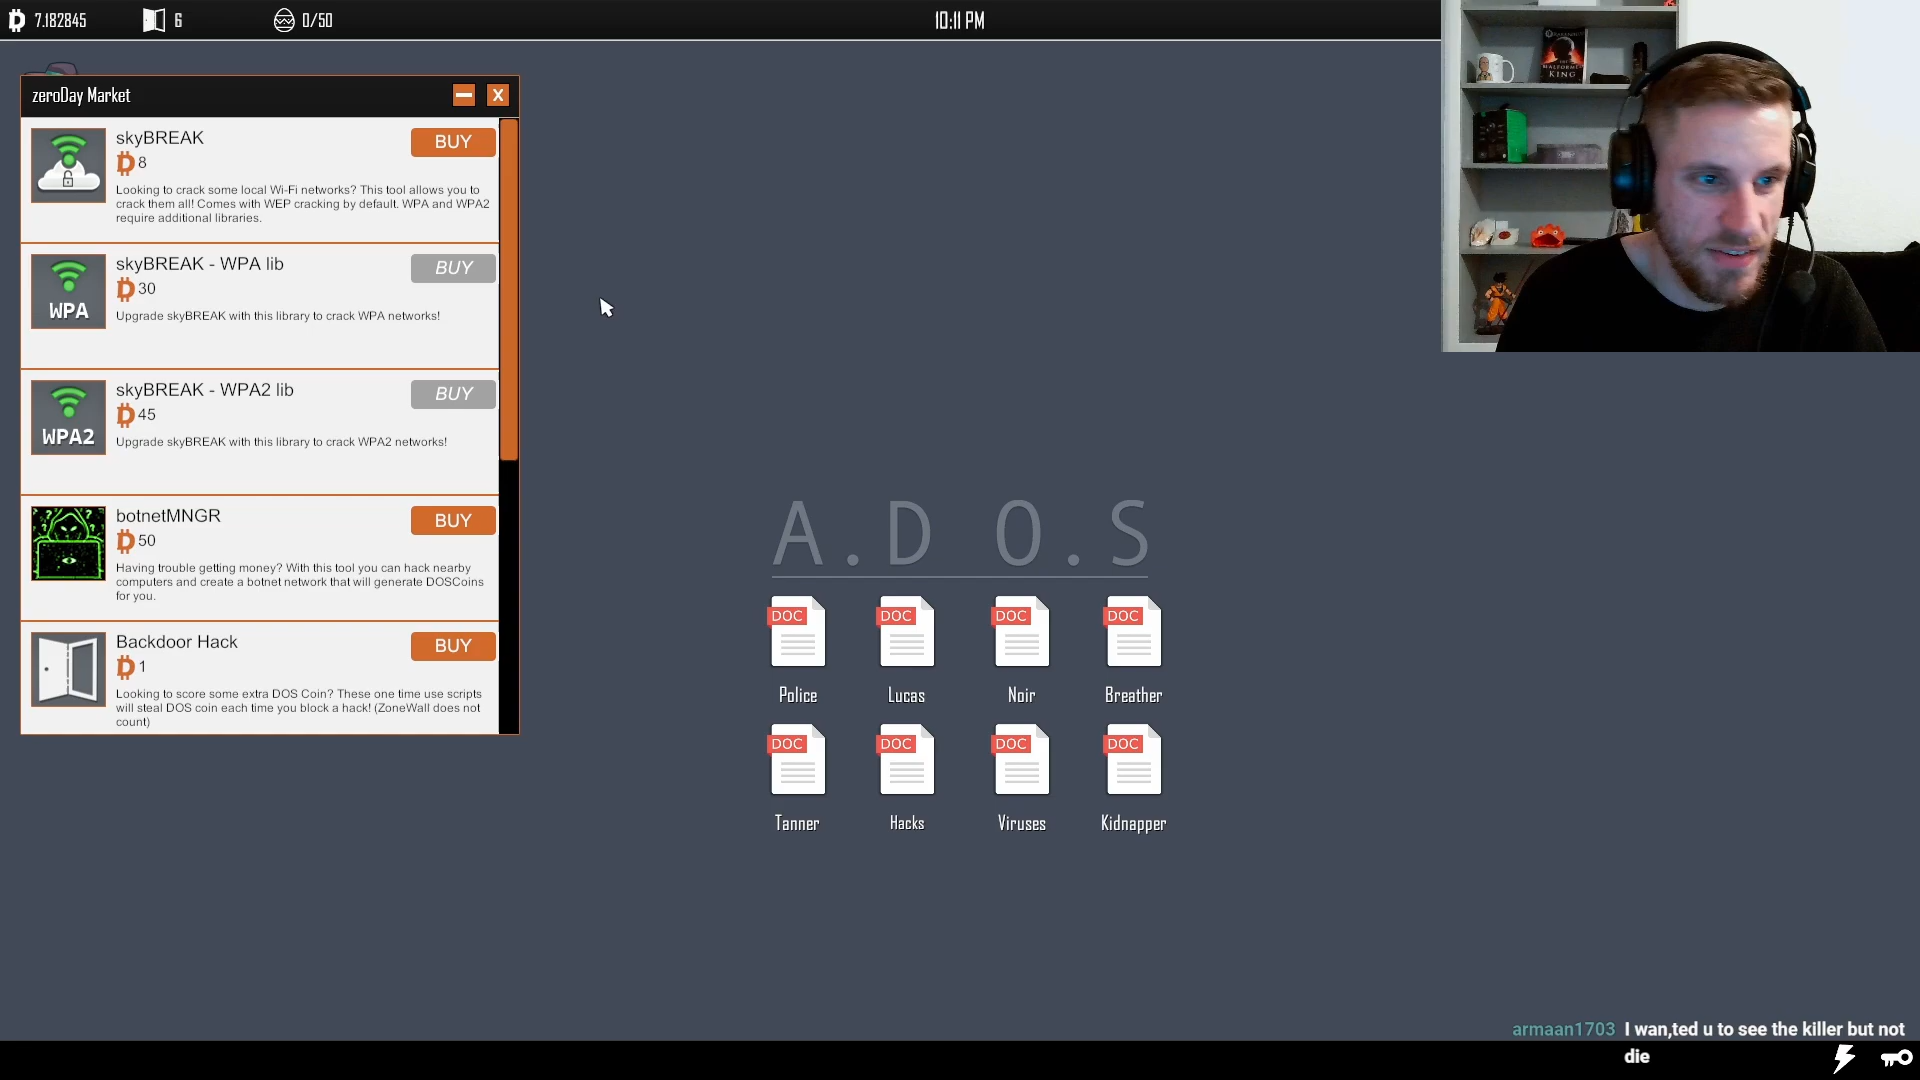 7.182845
6
0/50
10:11 PM
zeroDay Market
X
skyBREAK
BUY
8
Looking to crack some local Wi-Fi networks? This tool allows you to
crack them all! Comes with WEP cracking by default. WPA and WPA2
require additional libraries.
WPA
skyBREAK - WPA lib
BUY
30
Upgrade skyBREAK with this library to crack WPA networks!
WPA2
skyBREAK - WPA2 lib
BUY
45
Upgrade skyBREAK with this library to crack WPA2 networks!
botnetMNGR
BUY
50
Having trouble getting money? With this tool you can hack nearby
computers and create a botnet network that will generate DOSCoins
for you.
Backdoor Hack
BUY
1
Looking to score some extra DOS Coin? These one time use scripts
will steal DOS coin each time you block a hack! (ZoneWall does not
count)
A.D O.S
DOC DOC DOC DOC
Police Lucas Noir Breather
DOC DOC DOC DOC
Tanner Hacks Viruses Kidnapper
KING
armaan1703 I wan,ted u to see the killer but not
die